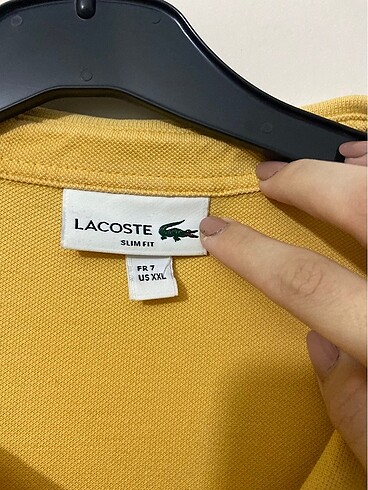 LACOSTE
SLIM FIT
FR 7
US XXL